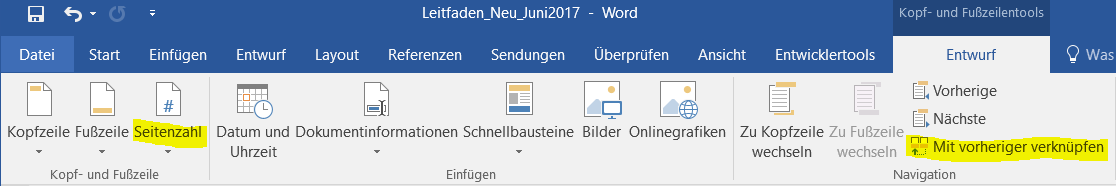 Leitfaden_Neu_Juni2017 - Word
Kopf- und Fußzeilentools
Datei Start Einfügen Entwurf Layout Referenzen Sendungen Überprüfen Ansicht Entwicklertools Entwurf Was
Kopfzeile Fußzeile Seitenzahl
Datum und Uhrzeit
Dokumentinformationen Schnellbausteine Bilder Onlinegrafiken
Zu Kopfzeile wechseln
Zu Fußzeile wechseln
Vorherige
Nächste
Mit vorheriger verknüpfen
Kopf- und Fußzeile Einfügen Navigation